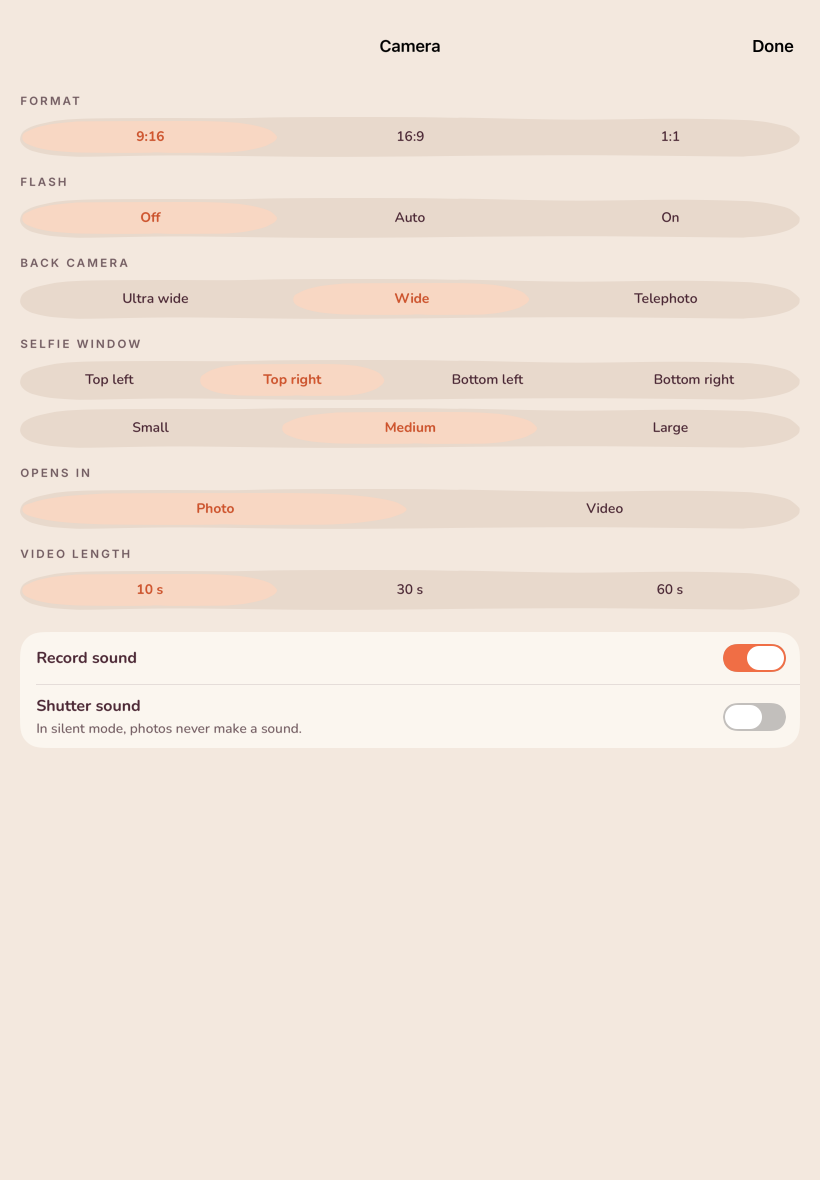 Camera
Done
FORMAT
9:16 16:9 1:1
FLASH
Off Auto On
BACK CAMERA
Ultra wide Wide Telephoto
SELFIE WINDOW
Top left Top right Bottom left Bottom right
Small Medium Large
OPENS IN
Photo Video
VIDEO LENGTH
10 s 30 s 60 s
Record sound
Shutter sound
In silent mode, photos never make a sound.